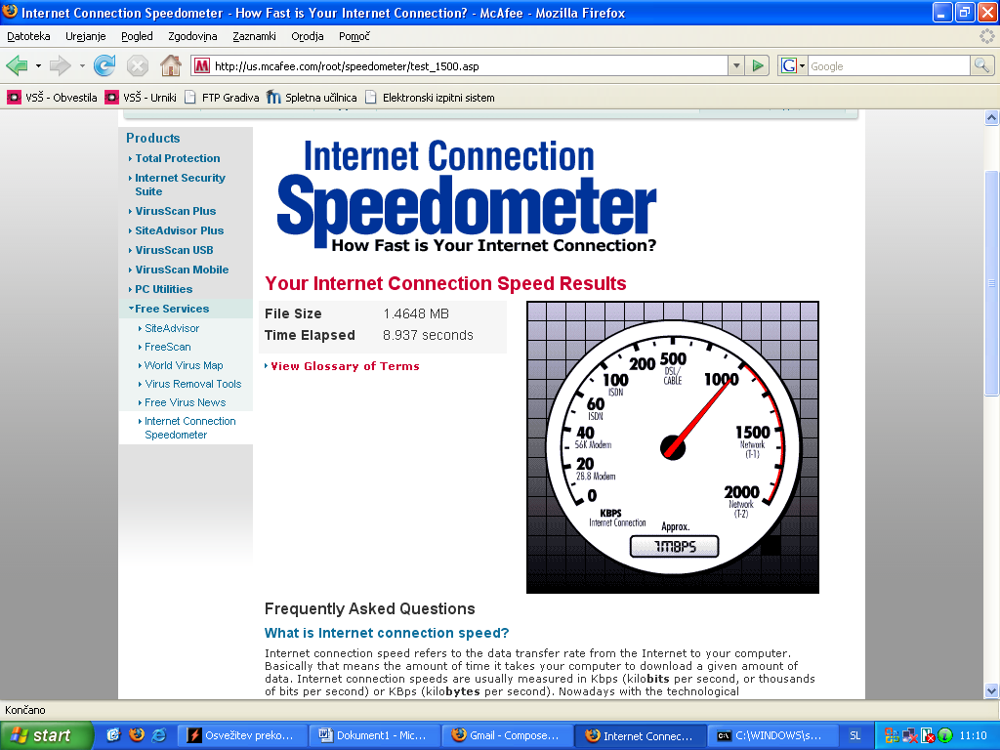 Internet Connection Speedometer - How Fast is Your Internet Connection? - McAfee - Mozilla Firefox
Datoteka Urejanje Pogled Zgodovina Zaznamki Orodja Pomoč
http://us.mcafee.com/root/speedometer/test_1500.asp
G Google
VSŠ - Obvestila VSŠ - Urniki FTP Gradiva Spletna učilnica Elektronski izpitni sistem
Products
Total Protection
Internet Security
Suite
VirusScan Plus
SiteAdvisor Plus
VirusScan USB
VirusScan Mobile
PC Utilities
Free Services
SiteAdvisor
FreeScan
World Virus Map
Virus Removal Tools
Free Virus News
Internet Connection
Speedometer
Internet Connection
Speedometer
How Fast is Your Internet Connection?
Your Internet Connection Speed Results
File Size 1.4648 MB
Time Elapsed 8.937 seconds
View Glossary of Terms
500
DSL/
CABLE
200
1000
100
ISDN
60
ISDN
40
56K Modem
1500
Network
(T-1)
20
28.8 Modem
0
2000
Network
(T-2)
KBPS
Internet Connection
Approx.
1MBPS
Frequently Asked Questions
What is Internet connection speed?
Internet connection speed refers to the data transfer rate from the Internet to your computer.
Basically that means the amount of time it takes your computer to download a given amount of
data. Internet connection speeds are usually measured in Kbps (kilobits per second, or thousands
of bits per second) or KBps (kilobytes per second). Nowadays with the technological
Končano
start Osvežitev preko... Dokument1 - Mic... Gmail - Compose... Internet Connec... C:\WINDOWS\s... SL 11:10